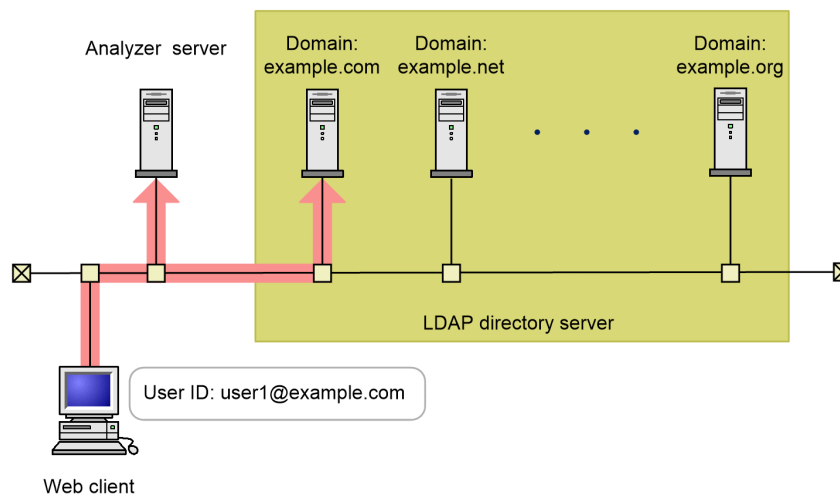 Analyzer server
Domain:
example.com
Domain:
example.net
Domain:
example.org
LDAP directory server
User ID: user1@example.com
Web client